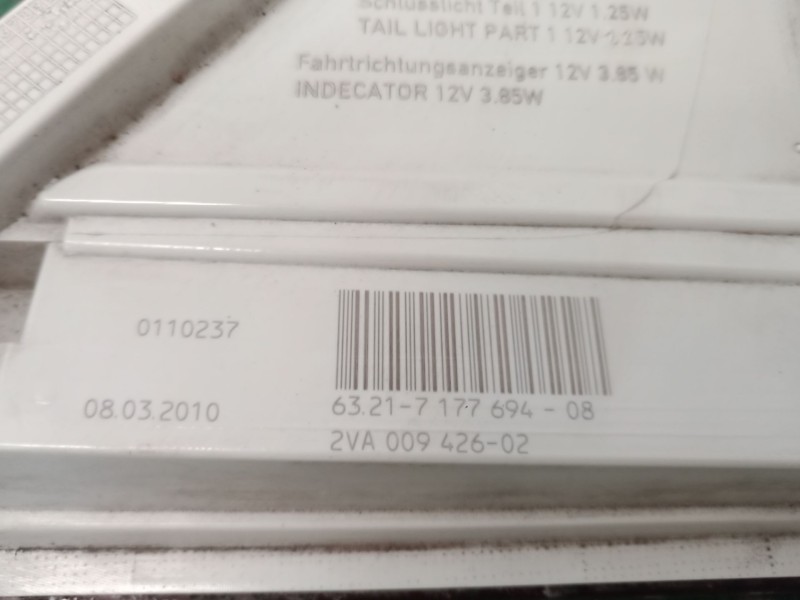 Schlusslicht Teil 1 12V 1.25W
TAIL LIGHT PART 1 12V 1.25W
Fahrtrichtungsanzeiger 12V 3.85 W
INDECATOR 12V 3.85W
0110237
08.03.2010
63.21-7 177 694 - 08
2VA 009 426-02